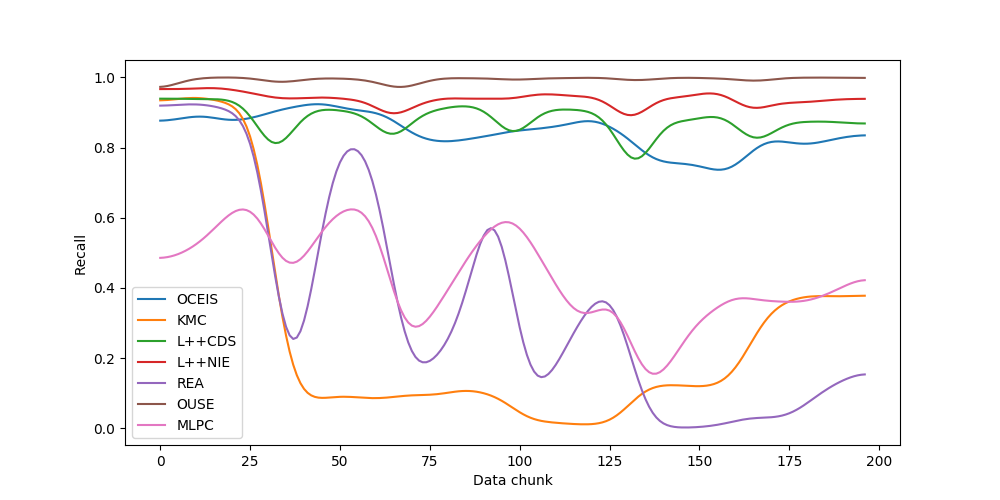 1.0
0.8
0.6
0.4
0.2
0.0
Recall
OCEIS
KMC
L++CDS
L++NIE
REA
OUSE
MLPC
0 25 50 75 100 125 150 175 200
Data chunk